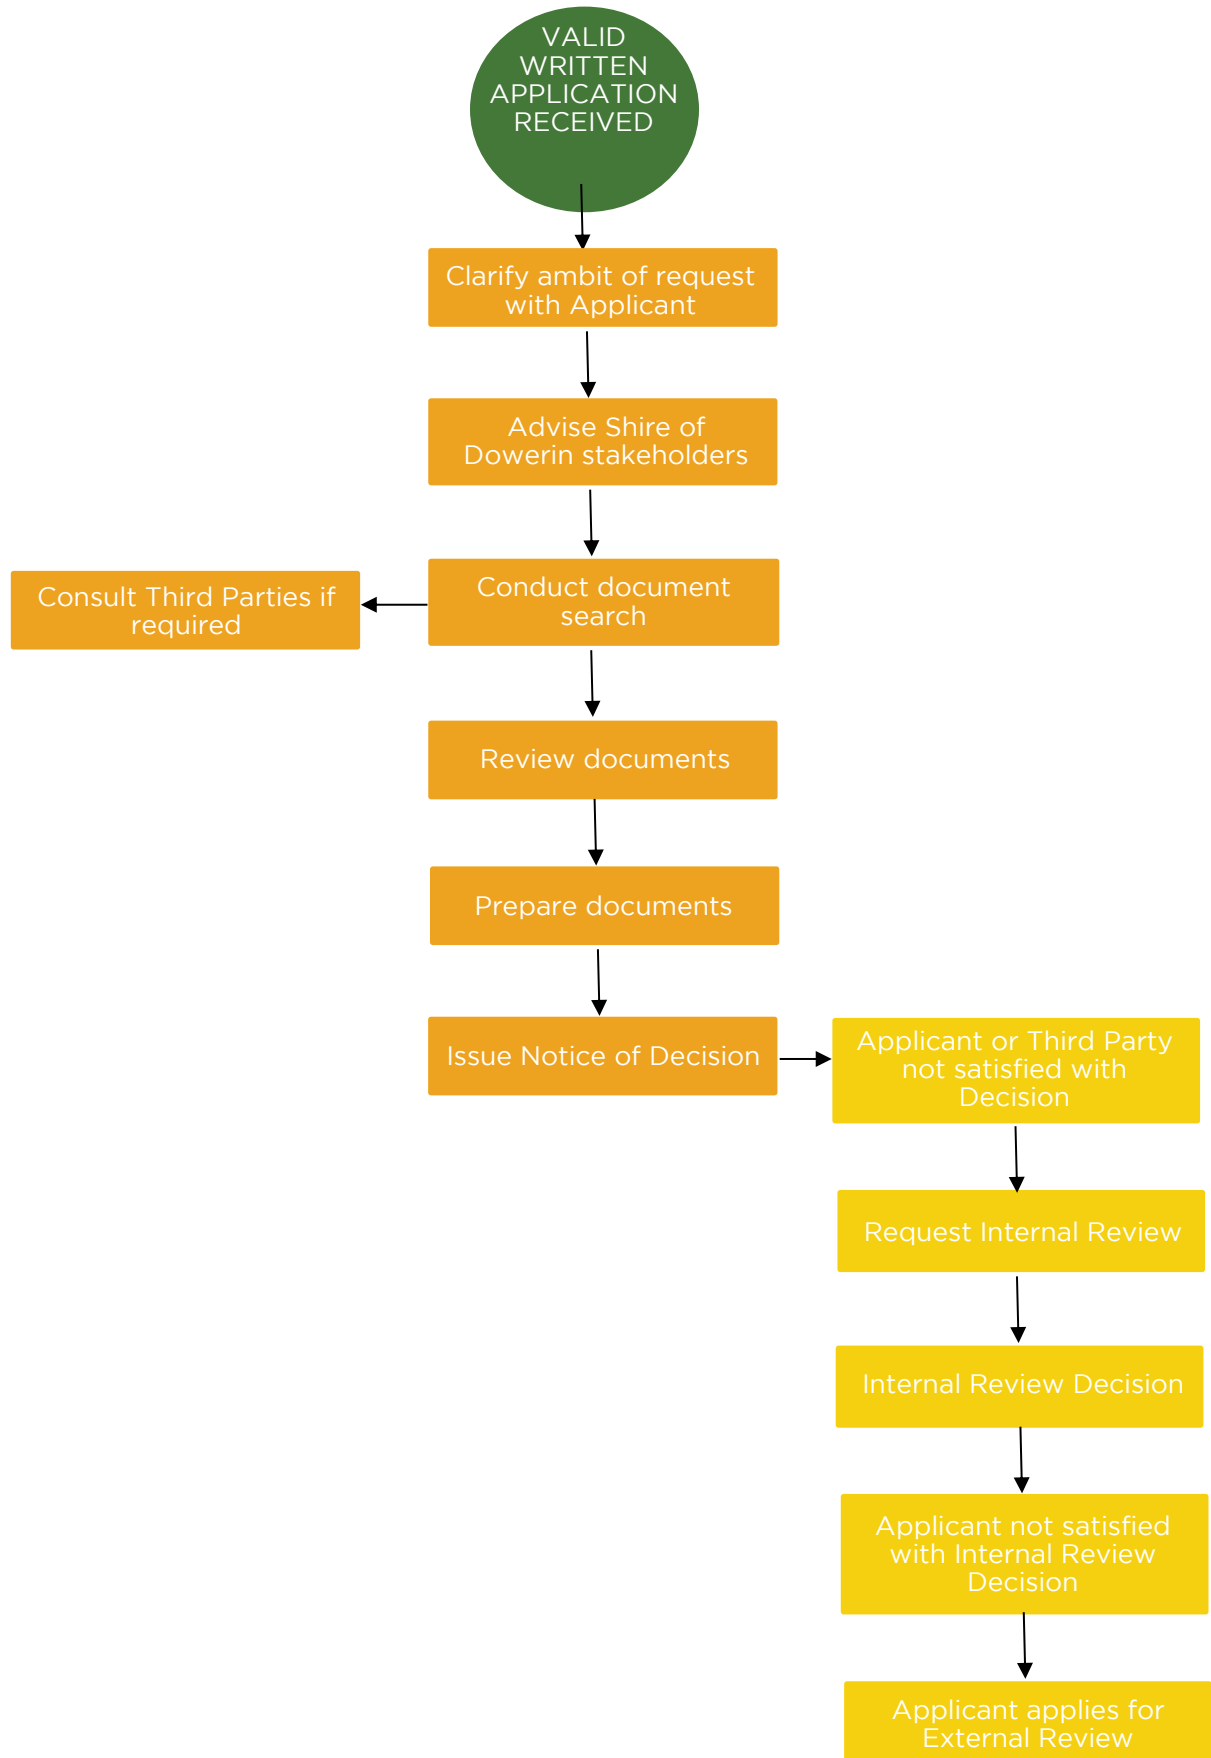 VALID
WRITTEN
APPLICATION
RECEIVED
Clarify ambit of request
with Applicant
Advise Shire of
Dowerin stakeholders
Consult Third Parties if
required
Conduct document
search
Review documents
Prepare documents
Issue Notice of Decision
Applicant or Third Party
not satisfied with
Decision
Request Internal Review
Internal Review Decision
Applicant not satisfied
with Internal Review
Decision
Applicant applies for
External Review